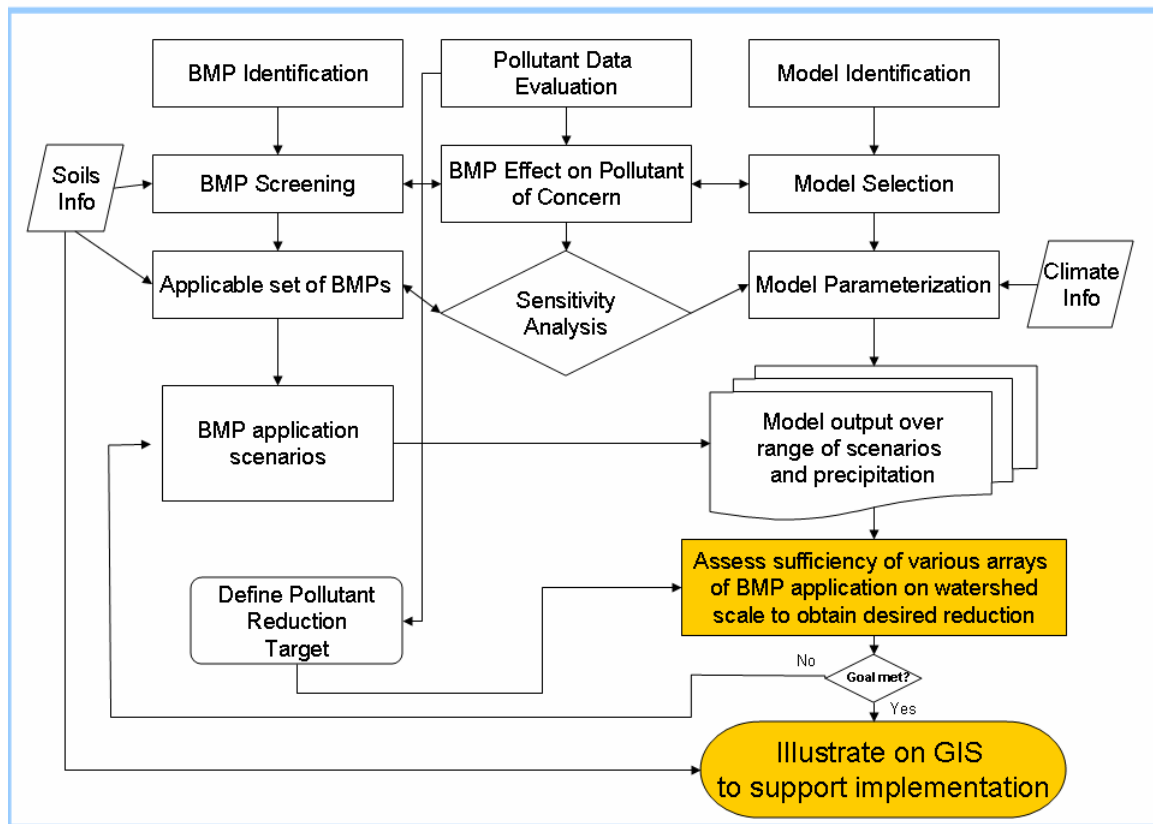 BMP Identification
Pollutant Data
Evaluation
Model Identification
Soils
Info
BMP Screening
BMP Effect on Pollutant
of Concern
Model Selection
Applicable set of BMPs
Sensitivity
Analysis
Model Parameterization
Climate
Info
BMP application
scenarios
Model output over
range of scenarios
and precipitation
Define Pollutant
Reduction
Target
Assess sufficiency of various arrays
of BMP application on watershed
scale to obtain desired reduction
No
Goal met?
Yes
Illustrate on GIS
to support implementation